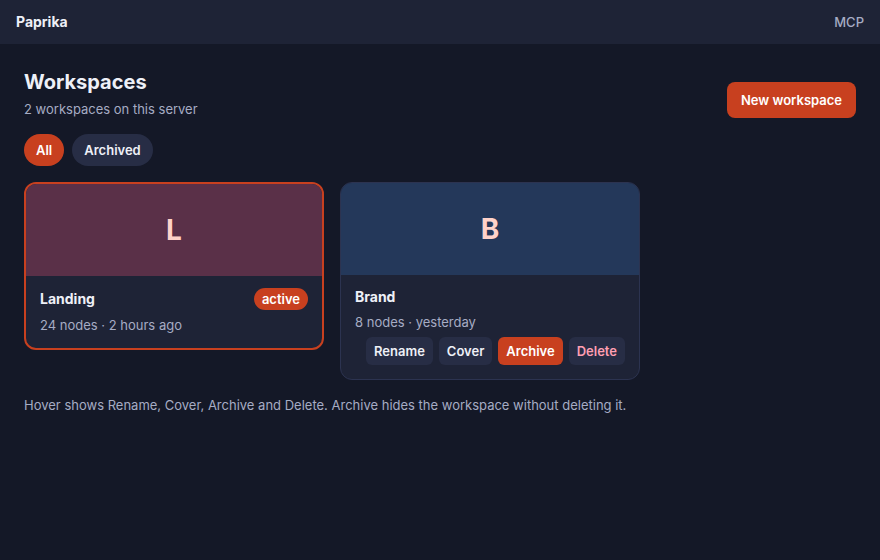 Paprika
MCP
Workspaces
2 workspaces on this server
New workspace
All
Archived
L
B
Landing
active
24 nodes · 2 hours ago
Brand
8 nodes · yesterday
Rename
Cover
Archive
Delete
Hover shows Rename, Cover, Archive and Delete. Archive hides the workspace without deleting it.